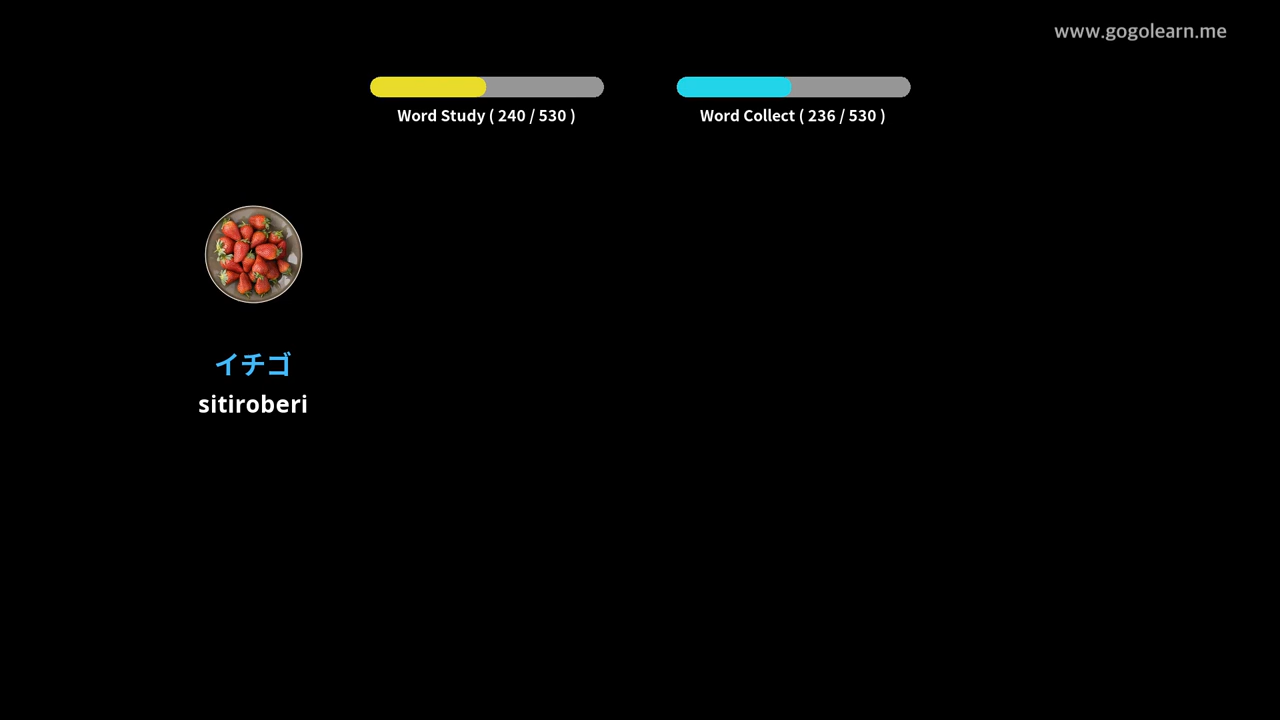 www.gogolearn.me
Word Study ( 240 / 530 )
Word Collect ( 236 / 530 )
イチゴ
sitiroberi